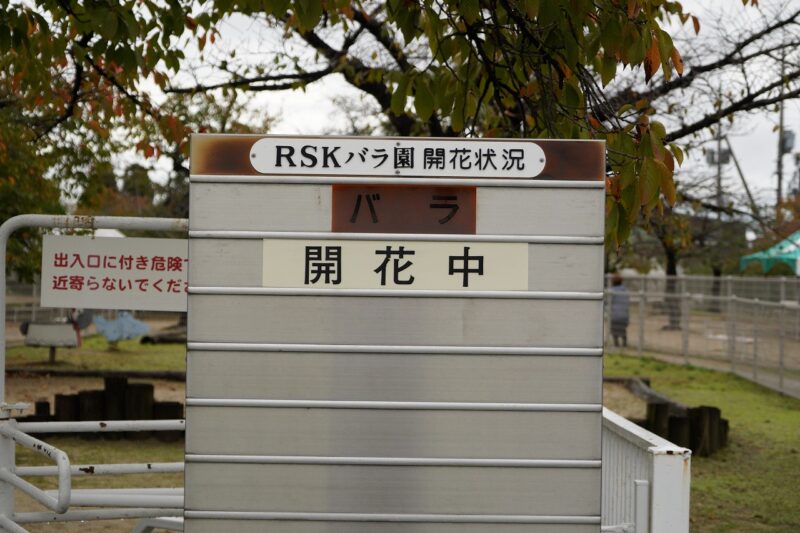 RSKバラ園 開花状況
バラ
開花中
出入口に付き危険
近寄らないでくださ